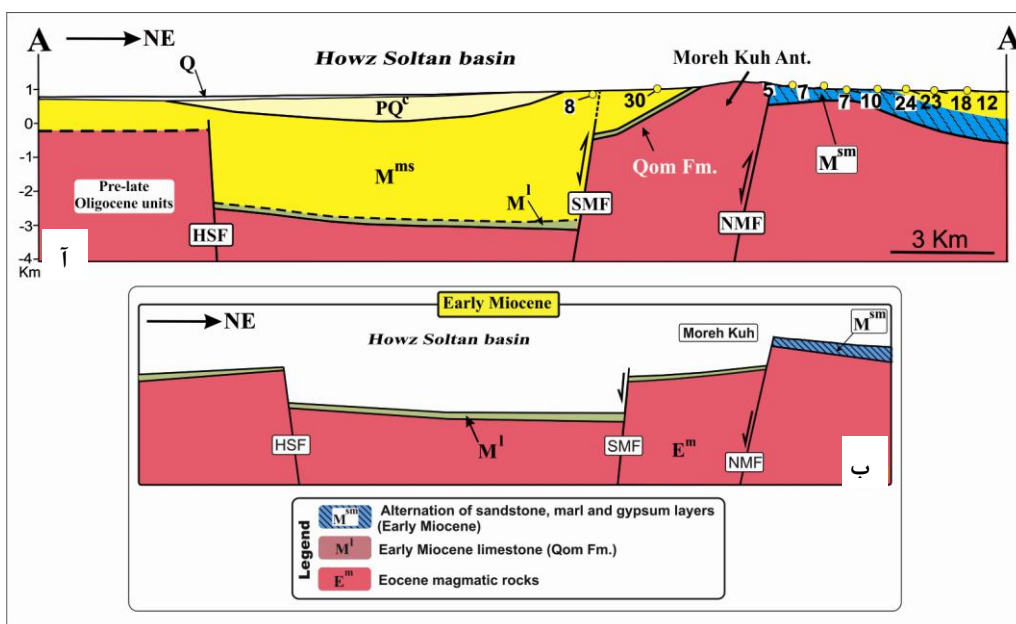 A
NE
Howz Soltan basin
Moreh Kuh Ant.
A
Q
PQᶜ
8
30
5
7
7
10
24
23
18
12
1
0
-1
-2
-3
-4
Km
Mᵐˢ
Qom Fm.
Mˢᵐ
Pre-late
Oligocene units
Mˡ
HSF
SMF
NMF
3 Km
آ
Early Miocene
NE
Howz Soltan basin
Moreh Kuh
Mˢᵐ
HSF
Mˡ
SMF
Eᵐ
NMF
ب
Legend
Mˢᵐ Alternation of sandstone, marl and gypsum layers
(Early Miocene)
Mˡ Early Miocene limestone (Qom Fm.)
Eᵐ Eocene magmatic rocks